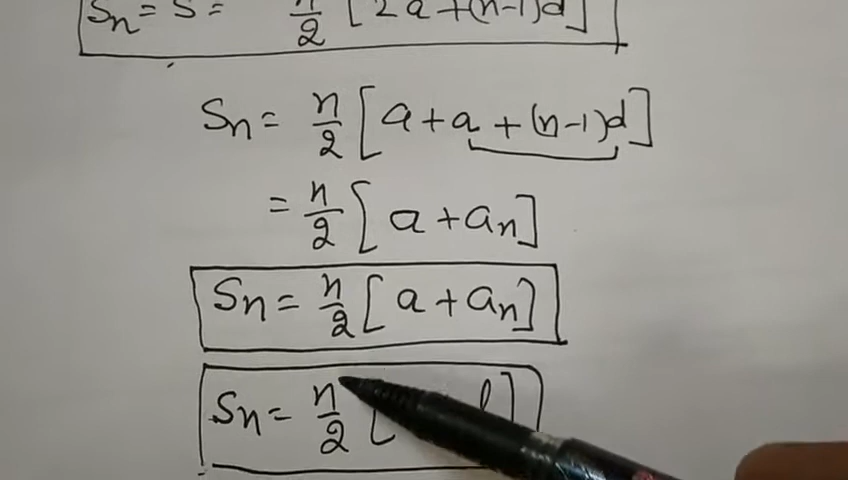 Sn = S = n/2 [2a + (n-1)d]
Sn = n/2 [a + a + (n-1)d]
= n/2 [a + an]
Sn = n/2 [a + an]
Sn = n/2 [ l]